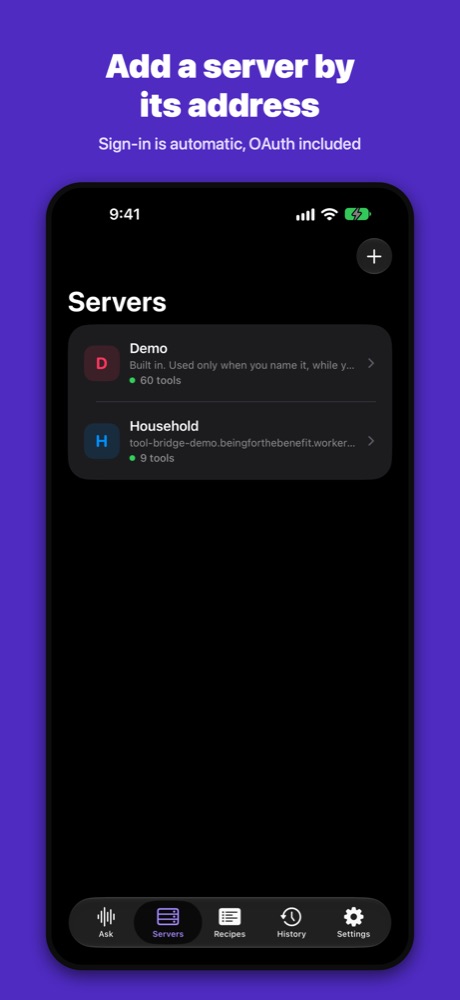 Add a server by
its address
Sign-in is automatic, OAuth included
9:41
Servers
D
Demo
Built in. Used only when you name it, while y...
60 tools
H
Household
tool-bridge-demo.beingforthebenefit.worker...
9 tools
Ask
Servers
Recipes
History
Settings